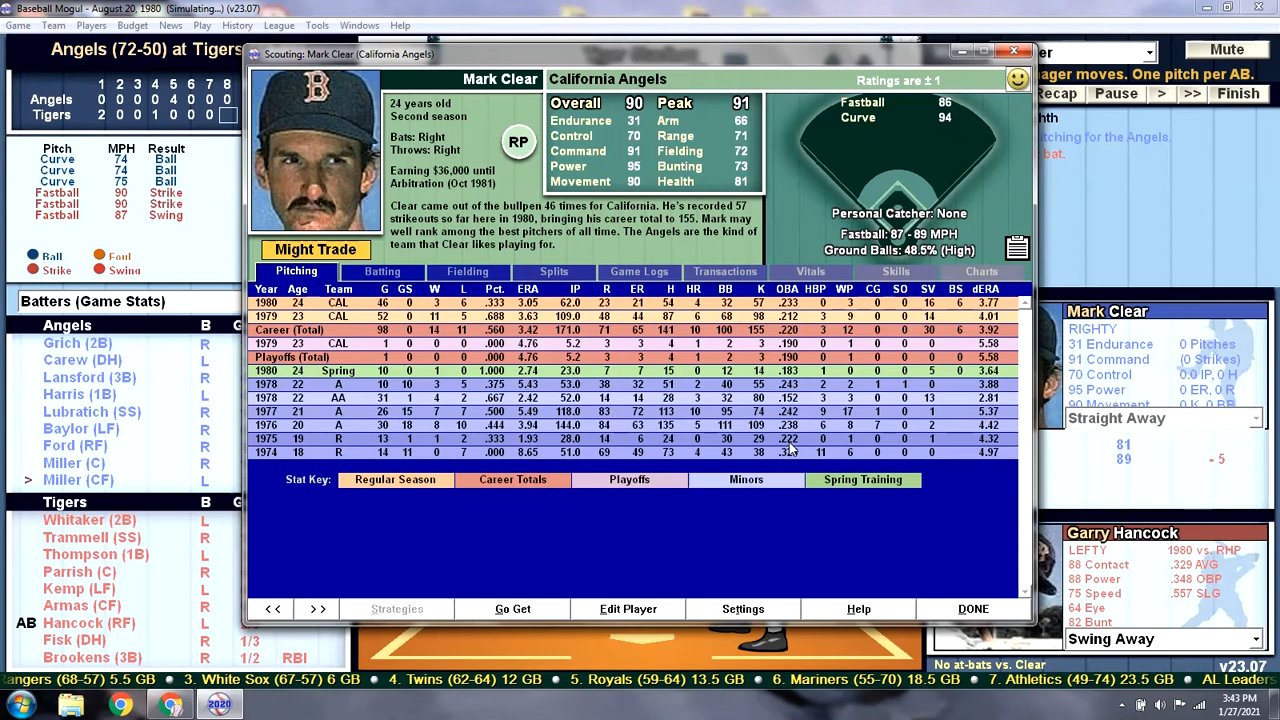 Baseball Mogul - August 20, 1980 (Simulating...) (v23.07)
Game Team Players Budget News Play History League Tools Windows Help
Angels (72-50) at Tigers
1 2 3 4 5 6 7 8
Angels 0 0 0 0 4 0 0 0
Tigers 2 0 0 1 0 0 0
Pitch MPH Result
Curve 74 Ball
Curve 74 Ball
Curve 75 Ball
Fastball 90 Strike
Fastball 90 Strike
Fastball 87 Swing
Ball Foul
Strike Swing
Batters (Game Stats)
Angels B
Grich (2B) R
Carew (DH) L
Lansford (3B) R
Harris (1B) L
Lubratich (SS) R
Baylor (LF) R
Ford (RF) R
Miller (C) R
> Miller (CF) L
Tigers B G
Whitaker (2B) L
Trammell (SS) R
Thompson (1B) L
Parrish (C) R
Kemp (LF) L
Armas (CF) R
AB Hancock (RF) L
Fisk (DH) R 1/3
Brookens (3B) R 1/2 RBI
Scouting: Mark Clear (California Angels)
Mark Clear
24 years old
Second season
Bats: Right
Throws: Right
Earning $36,000 until
Arbitration (Oct 1981)
RP
California Angels
Overall 90 Peak 91
Endurance 31 Arm 66
Control 70 Range 71
Command 91 Fielding 72
Power 95 Bunting 73
Movement 90 Health 81
Ratings are ± 1
Fastball 86
Curve 94
Personal Catcher: None
Fastball: 87 - 89 MPH
Ground Balls: 48.5% (High)
Clear came out of the bullpen 46 times for California. He's recorded 57
strikeouts so far here in 1980, bringing his career total to 155. Mark may
well rank among the best pitchers of all time. The Angels are the kind of
team that Clear likes playing for.
Might Trade
Pitching Batting Fielding Splits Game Logs Transactions Vitals Skills Charts
Year Age Team G GS W L Pct. ERA IP R ER H HR BB K OBA HBP WP CG SO SV BS dERA
1980 24 CAL 46 0 3 6 .333 3.05 62.0 23 21 54 4 32 57 .233 0 3 0 0 16 6 3.77
1979 23 CAL 52 0 11 5 .688 3.63 109.0 48 44 87 6 68 98 .212 3 9 0 0 14 4.01
Career (Total) 98 0 14 11 .560 3.42 171.0 71 65 141 10 100 155 .220 3 12 0 0 30 6 3.92
1979 23 CAL 1 0 0 0 .000 4.76 5.2 3 3 4 1 2 3 .190 0 1 0 0 0 5.58
Playoffs (Total) 1 0 0 0 .000 4.76 5.2 3 3 4 1 2 3 .190 0 1 0 0 0 0 5.58
1980 24 Spring 10 0 1 0 1.000 2.74 23.0 7 7 15 0 12 14 .183 1 0 0 0 5 0 3.64
1978 22 A 10 10 3 5 .375 5.43 53.0 38 32 51 2 40 55 .243 2 2 1 1 0 3.88
1978 22 AA 31 1 4 2 .667 2.42 52.0 14 14 28 3 32 80 .152 3 3 0 0 13 2.81
1977 21 A 26 7 7 .500 5.49 118.0 83 72 113 10 95 74 .242 9 17 1 0 1 5.37
1976 20 A 30 18 8 10 .444 3.94 144.0 84 63 135 5 111 109 .238 6 8 7 0 2 4.42
1975 19 R 13 1 1 2 .333 1.93 28.0 14 6 24 0 30 29 .222 0 1 0 0 1 4.32
1974 18 R 14 11 0 7 .000 8.65 51.0 69 49 73 4 43 38 11 6 0 0 0 4.97
Stat Key: Regular Season Career Totals Playoffs Minors Spring Training
<< >> Strategies Go Get Edit Player Settings Help DONE
Mute
nager moves. One pitch per AB.
Recap Pause > >> Finish
tching for the Angels.
Mark Clear
RIGHTY
31 Endurance 0 Pitches
91 Command (0 Strikes)
70 Control 0.0 IP, 0 H
95 Power 0 ER, 0 R
90 Movement 0 K, 0 BB
Straight Away
81
89 - 5
Garry Hancock
LEFTY 1980 vs. RHP
88 Contact .329 AVG
88 Power .348 OBP
75 Speed .557 SLG
64 Eye
82 Bunt
Swing Away
No at-bats vs. Clear v23.07
Rangers (68-57) 5.5 GB • 3. White Sox (67-57) 6 GB • 4. Twins (62-64) 12 GB • 5. Royals (59-64) 13.5 GB • 6. Mariners (55-70) 18.5 GB • 7. Athletics (49-74) 23.5 GB • AL Leaders
2020
3:43 PM
1/27/2021